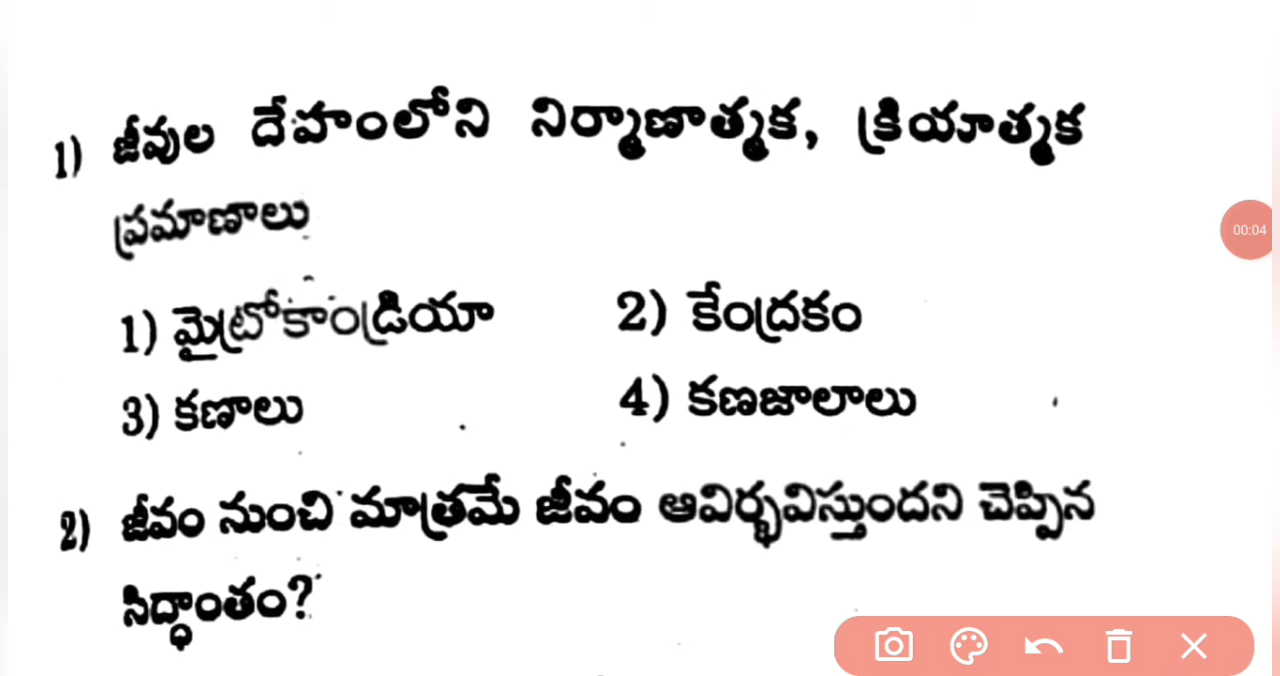 1) జీవుల దేహంలోని నిర్మాణాత్మక, క్రియాత్మక
ప్రమాణాలు
1) మైట్రోకాండ్రియా 2) కేంద్రకం
3) కణాలు 4) కణజాలాలు
2) జీవం నుంచి మాత్రమే జీవం ఆవిర్భవిస్తుందని చెప్పిన
సిద్ధాంతం?
00:04